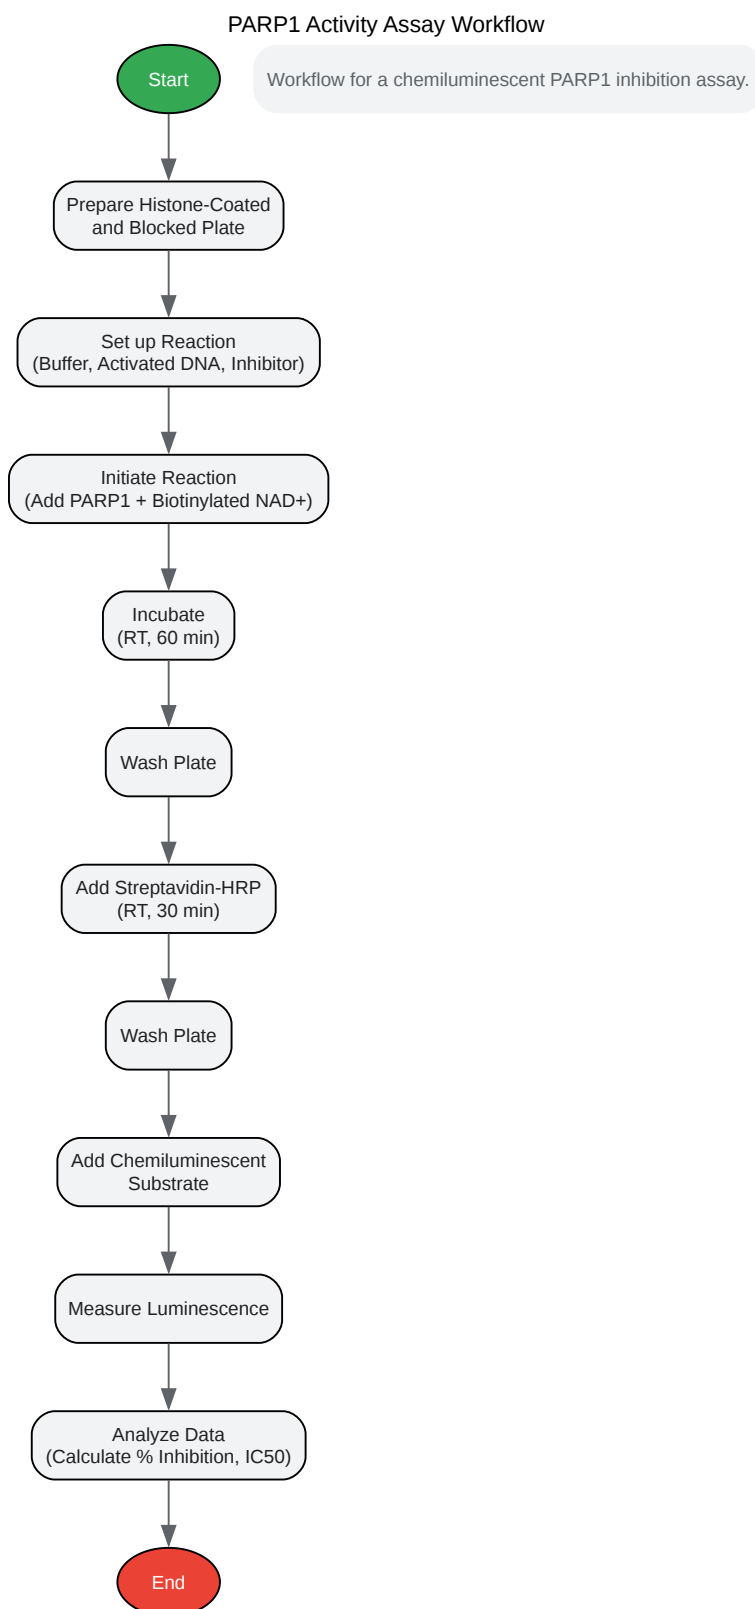 PARP1 Activity Assay Workflow
Start
Workflow for a chemiluminescent PARP1 inhibition assay.
Prepare Histone-Coated
and Blocked Plate
Set up Reaction
(Buffer, Activated DNA, Inhibitor)
Initiate Reaction
(Add PARP1 + Biotinylated NAD+)
Incubate
(RT, 60 min)
Wash Plate
Add Streptavidin-HRP
(RT, 30 min)
Wash Plate
Add Chemiluminescent
Substrate
Measure Luminescence
Analyze Data
(Calculate % Inhibition, IC50)
End